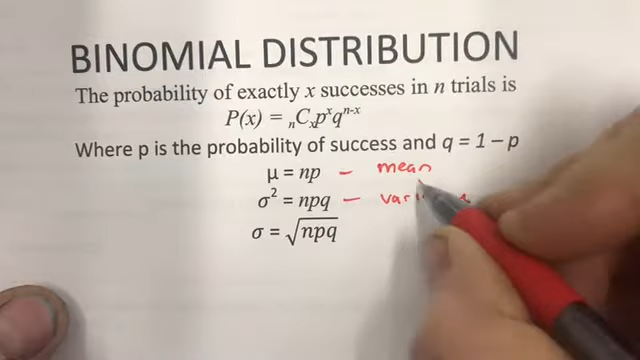 BINOMIAL DISTRIBUTION
The probability of exactly x successes in n trials is
P(x) = ₙCₓpˣqⁿ⁻ˣ
Where p is the probability of success and q = 1 – p
μ = np – mean
σ² = npq –
σ = √npq